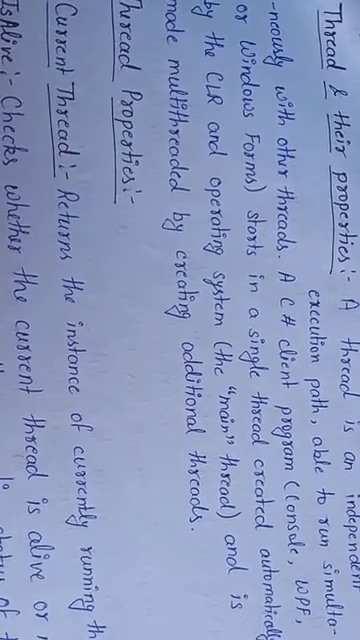 Thread & their properties:- A thread is an independent
execution path, able to run simulta-
-neously with other threads. A C# client program (Console, WPF,
or Windows Forms) starts in a single thread created automatically
by the CLR and operating system (the "main" thread) and is
made multithreaded by creating additional threads.
Thread Properties:-
Current Thread:- Returns the instance of currently running
IsAlive:- Checks whether the current thread is alive or